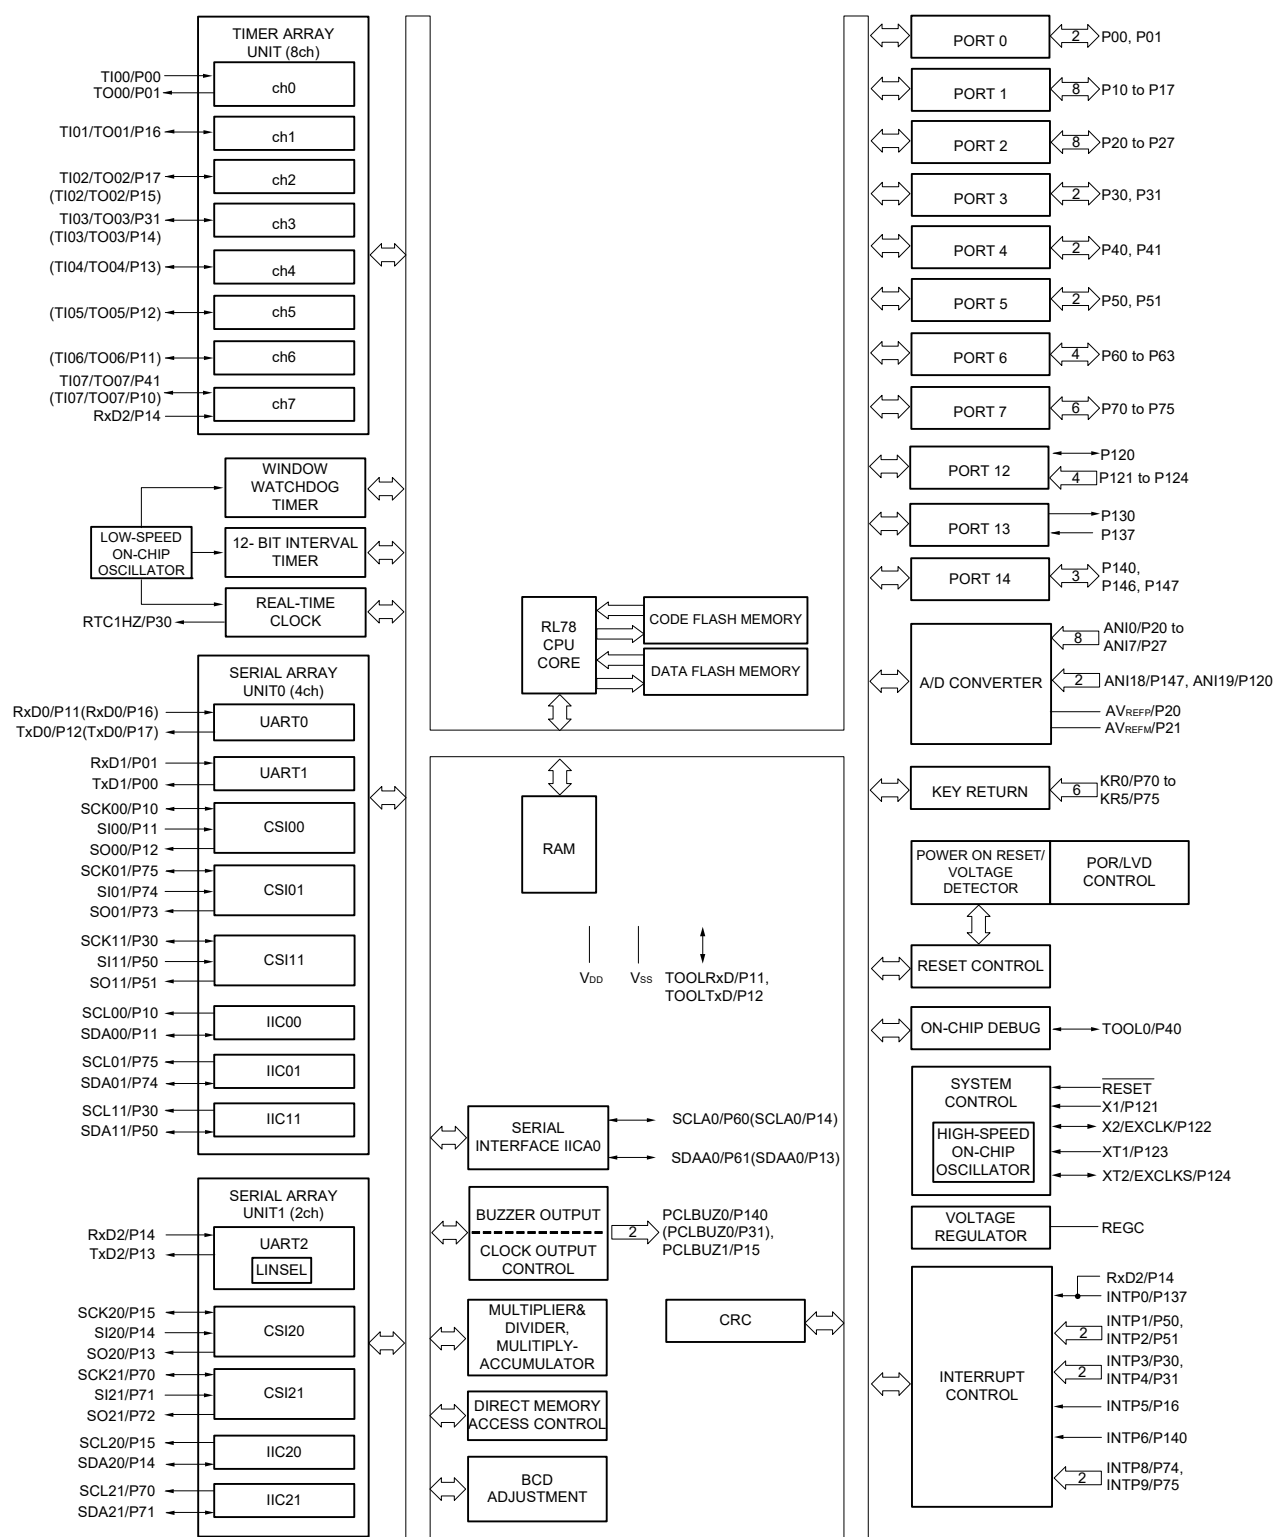 TIMER ARRAY
UNIT (8ch)
TI00/P00
TO00/P01
ch0
TI01/TO01/P16
ch1
TI02/TO02/P17
(TI02/TO02/P15)
ch2
TI03/TO03/P31
(TI03/TO03/P14)
ch3
(TI04/TO04/P13)
ch4
(TI05/TO05/P12)
ch5
(TI06/TO06/P11)
ch6
TI07/TO07/P41
(TI07/TO07/P10)
RxD2/P14
ch7
WINDOW
WATCHDOG
TIMER
LOW-SPEED
ON-CHIP
OSCILLATOR
12- BIT INTERVAL
TIMER
REAL-TIME
CLOCK
RTC1HZ/P30
SERIAL ARRAY
UNIT0 (4ch)
RxD0/P11(RxD0/P16)
TxD0/P12(TxD0/P17)
UART0
RxD1/P01
TxD1/P00
UART1
SCK00/P10
SI00/P11
SO00/P12
CSI00
SCK01/P75
SI01/P74
SO01/P73
CSI01
SCK11/P30
SI11/P50
SO11/P51
CSI11
SCL00/P10
SDA00/P11
IIC00
SCL01/P75
SDA01/P74
IIC01
SCL11/P30
SDA11/P50
IIC11
SERIAL ARRAY
UNIT1 (2ch)
RxD2/P14
TxD2/P13
UART2
LINSEL
SCK20/P15
SI20/P14
SO20/P13
CSI20
SCK21/P70
SI21/P71
SO21/P72
CSI21
SCL20/P15
SDA20/P14
IIC20
SCL21/P70
SDA21/P71
IIC21
RL78
CPU
CORE
CODE FLASH MEMORY
DATA FLASH MEMORY
RAM
VDD
VSS
TOOLRxD/P11,
TOOLTxD/P12
SERIAL
INTERFACE IICA0
SCLA0/P60(SCLA0/P14)
SDAA0/P61(SDAA0/P13)
BUZZER OUTPUT
CLOCK OUTPUT
CONTROL
2
PCLBUZ0/P140
(PCLBUZ0/P31),
PCLBUZ1/P15
MULTIPLIER&
DIVIDER,
MULITIPLY-
ACCUMULATOR
CRC
DIRECT MEMORY
ACCESS CONTROL
BCD
ADJUSTMENT
PORT 0
2
P00, P01
PORT 1
8
P10 to P17
PORT 2
8
P20 to P27
PORT 3
2
P30, P31
PORT 4
2
P40, P41
PORT 5
2
P50, P51
PORT 6
4
P60 to P63
PORT 7
6
P70 to P75
PORT 12
P120
4
P121 to P124
PORT 13
P130
P137
PORT 14
3
P140,
P146, P147
A/D CONVERTER
8
ANI0/P20 to
ANI7/P27
2
ANI18/P147, ANI19/P120
AVREFP/P20
AVREFM/P21
KEY RETURN
6
KR0/P70 to
KR5/P75
POWER ON RESET/
VOLTAGE
DETECTOR
POR/LVD
CONTROL
RESET CONTROL
ON-CHIP DEBUG
TOOL0/P40
SYSTEM
CONTROL
HIGH-SPEED
ON-CHIP
OSCILLATOR
RESET
X1/P121
X2/EXCLK/P122
XT1/P123
XT2/EXCLKS/P124
VOLTAGE
REGULATOR
REGC
INTERRUPT
CONTROL
RxD2/P14
INTP0/P137
2
INTP1/P50,
INTP2/P51
2
INTP3/P30,
INTP4/P31
INTP5/P16
INTP6/P140
2
INTP8/P74,
INTP9/P75